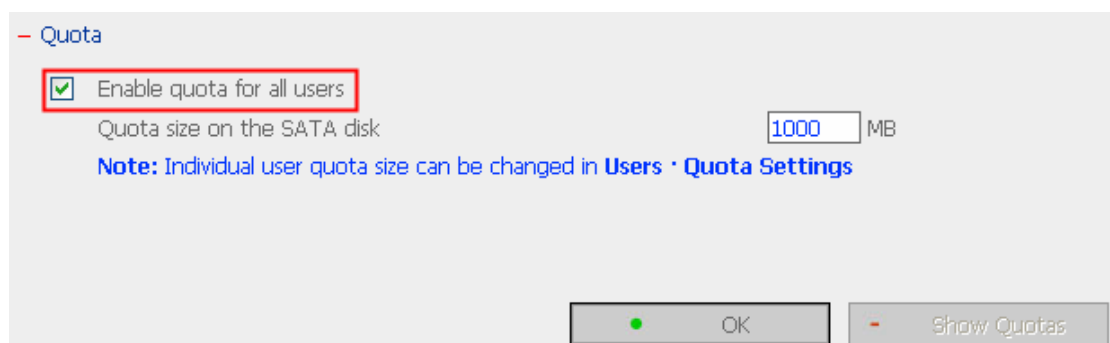 – Quota
Enable quota for all users
Quota size on the SATA disk 1000 MB
Note: Individual user quota size can be changed in Users · Quota Settings
OK - Show Quotas